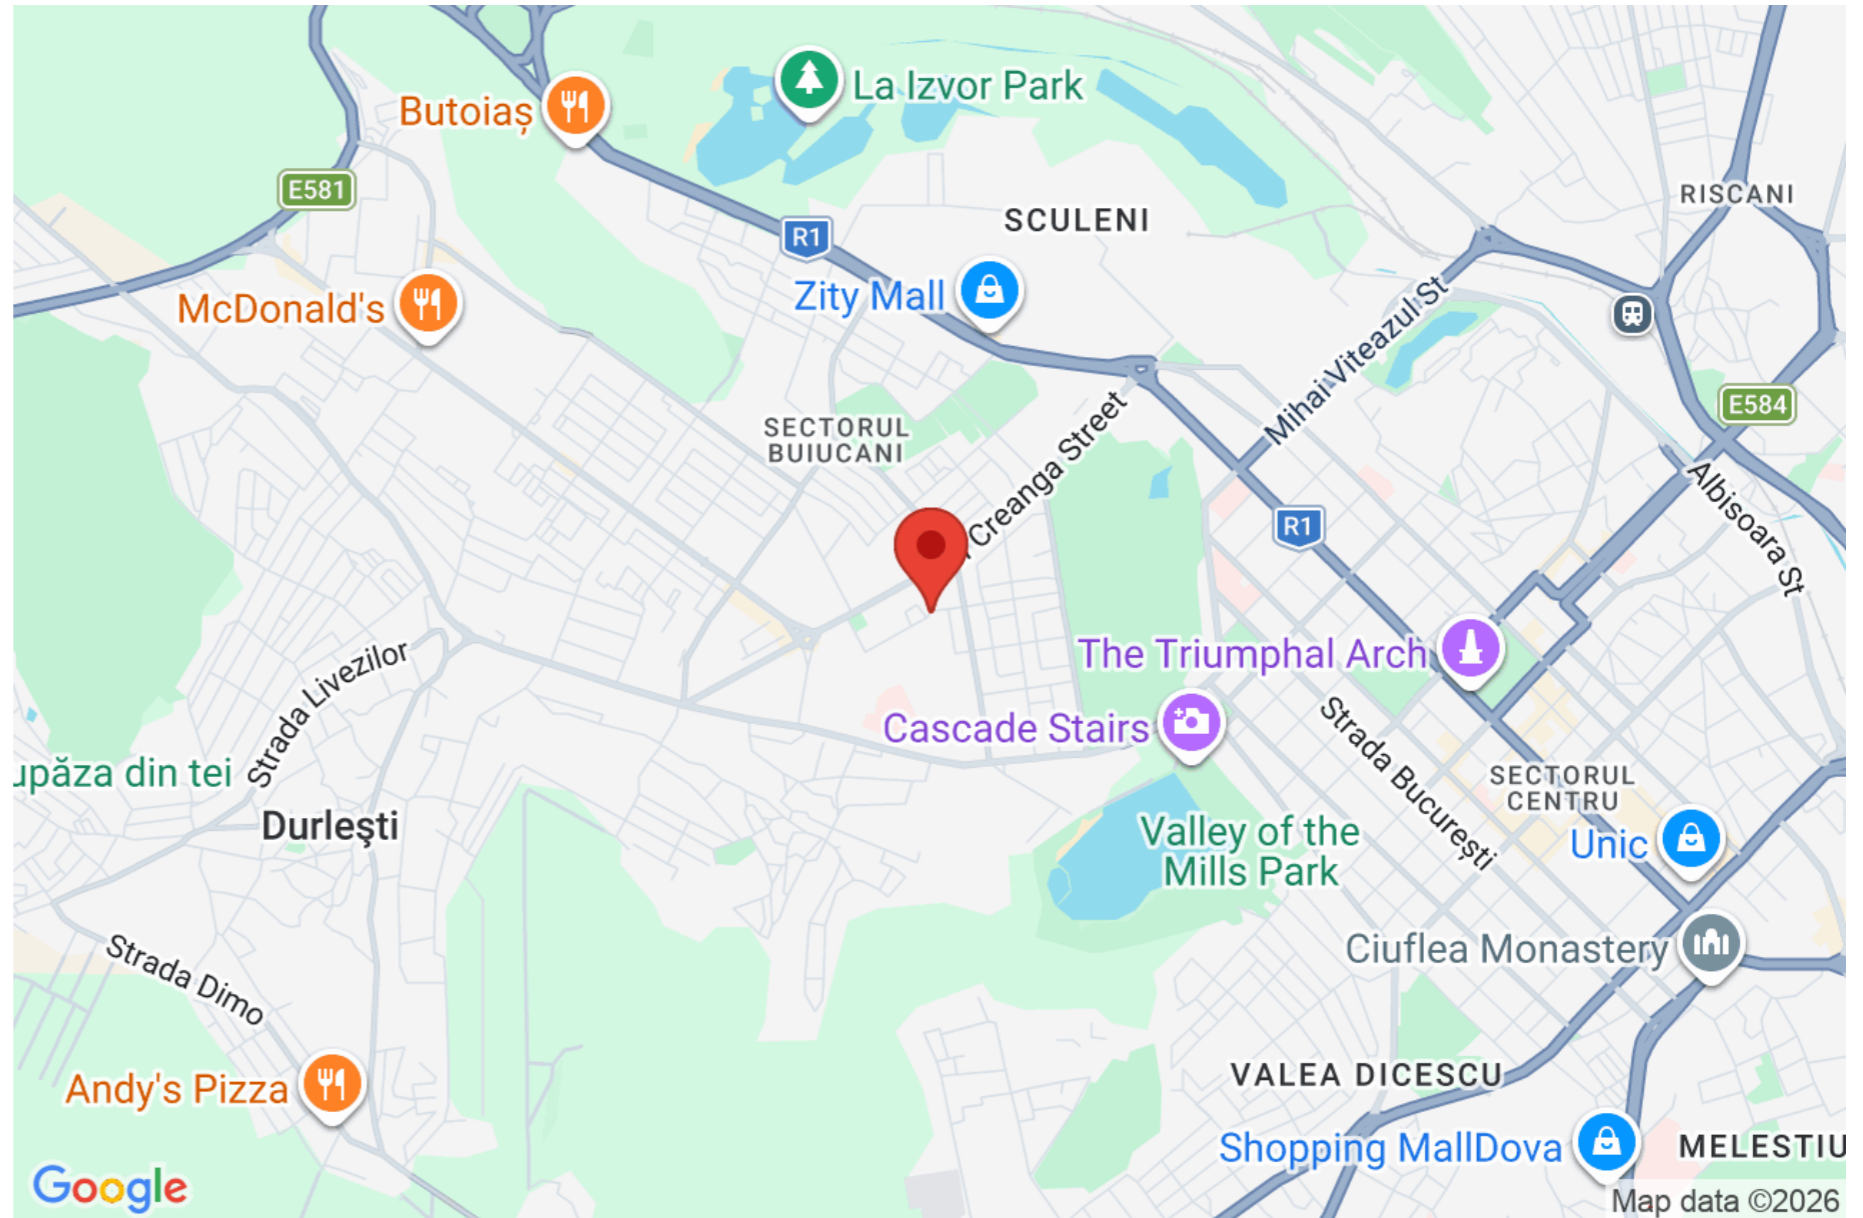 La Izvor Park
Butoiaș
E581
RISCANI
SCULENI
R1
McDonald's
Zity Mall
Mihai Viteazul St
E584
SECTORUL
BUIUCANI
Creanga Street
Albisoara St
R1
The Triumphal Arch
Strada Livezilor
Cascade Stairs
Strada București
upăza din tei
SECTORUL
CENTRU
Durleşti
Valley of the
Mills Park
Unic
Ciuflea Monastery
Strada Dimo
VALEA DICESCU
Andy's Pizza
Shopping MallDova
MELESTIU
Google
Map data ©2026